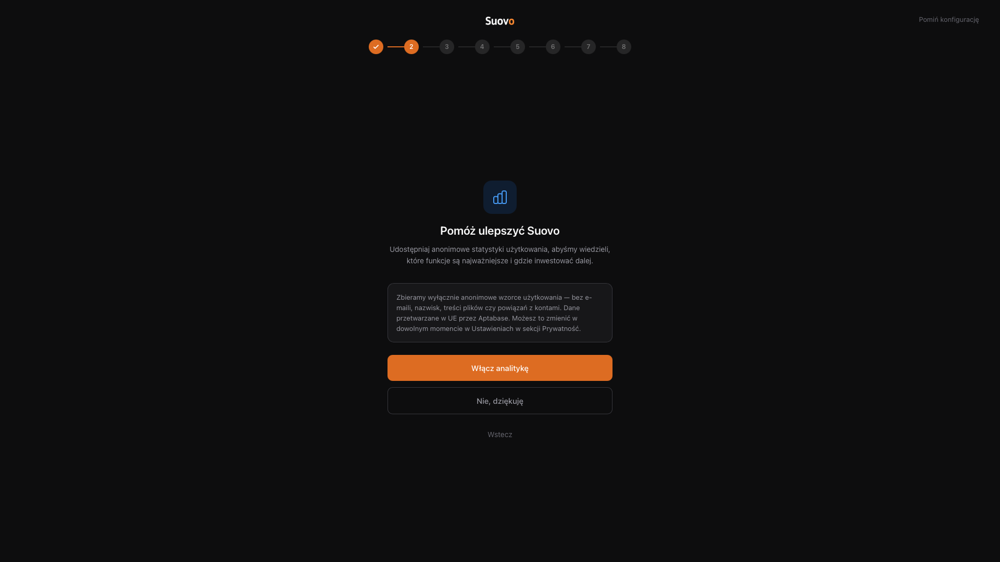 Suovo
Pomiń konfigurację
2
3
4
5
6
7
8
Pomóż ulepszyć Suovo
Udostępniaj anonimowe statystyki użytkowania, abyśmy wiedzieli,
które funkcje są najważniejsze i gdzie inwestować dalej.
Zbieramy wyłącznie anonimowe wzorce użytkowania — bez e-
maili, nazwisk, treści plików czy powiązań z kontami. Dane
przetwarzane w UE przez Aptabase. Możesz to zmienić w
dowolnym momencie w Ustawieniach w sekcji Prywatność.
Włącz analitykę
Nie, dziękuję
Wstecz